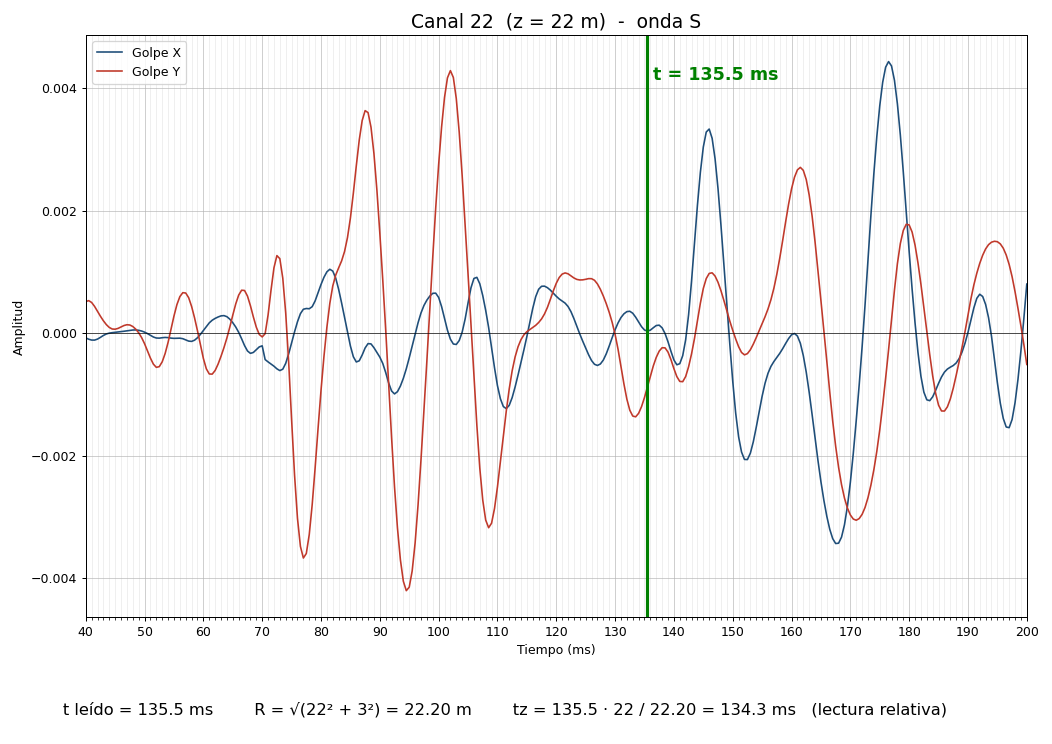 Canal 22  (z = 22 m)  -  onda S
Golpe X
Golpe Y
t = 135.5 ms
Amplitud
0.004
0.002
0.000
−0.002
−0.004
40 50 60 70 80 90 100 110 120 130 140 150 160 170 180 190 200
Tiempo (ms)
t leído = 135.5 ms R = √(22² + 3²) = 22.20 m tz = 135.5 · 22 / 22.20 = 134.3 ms (lectura relativa)